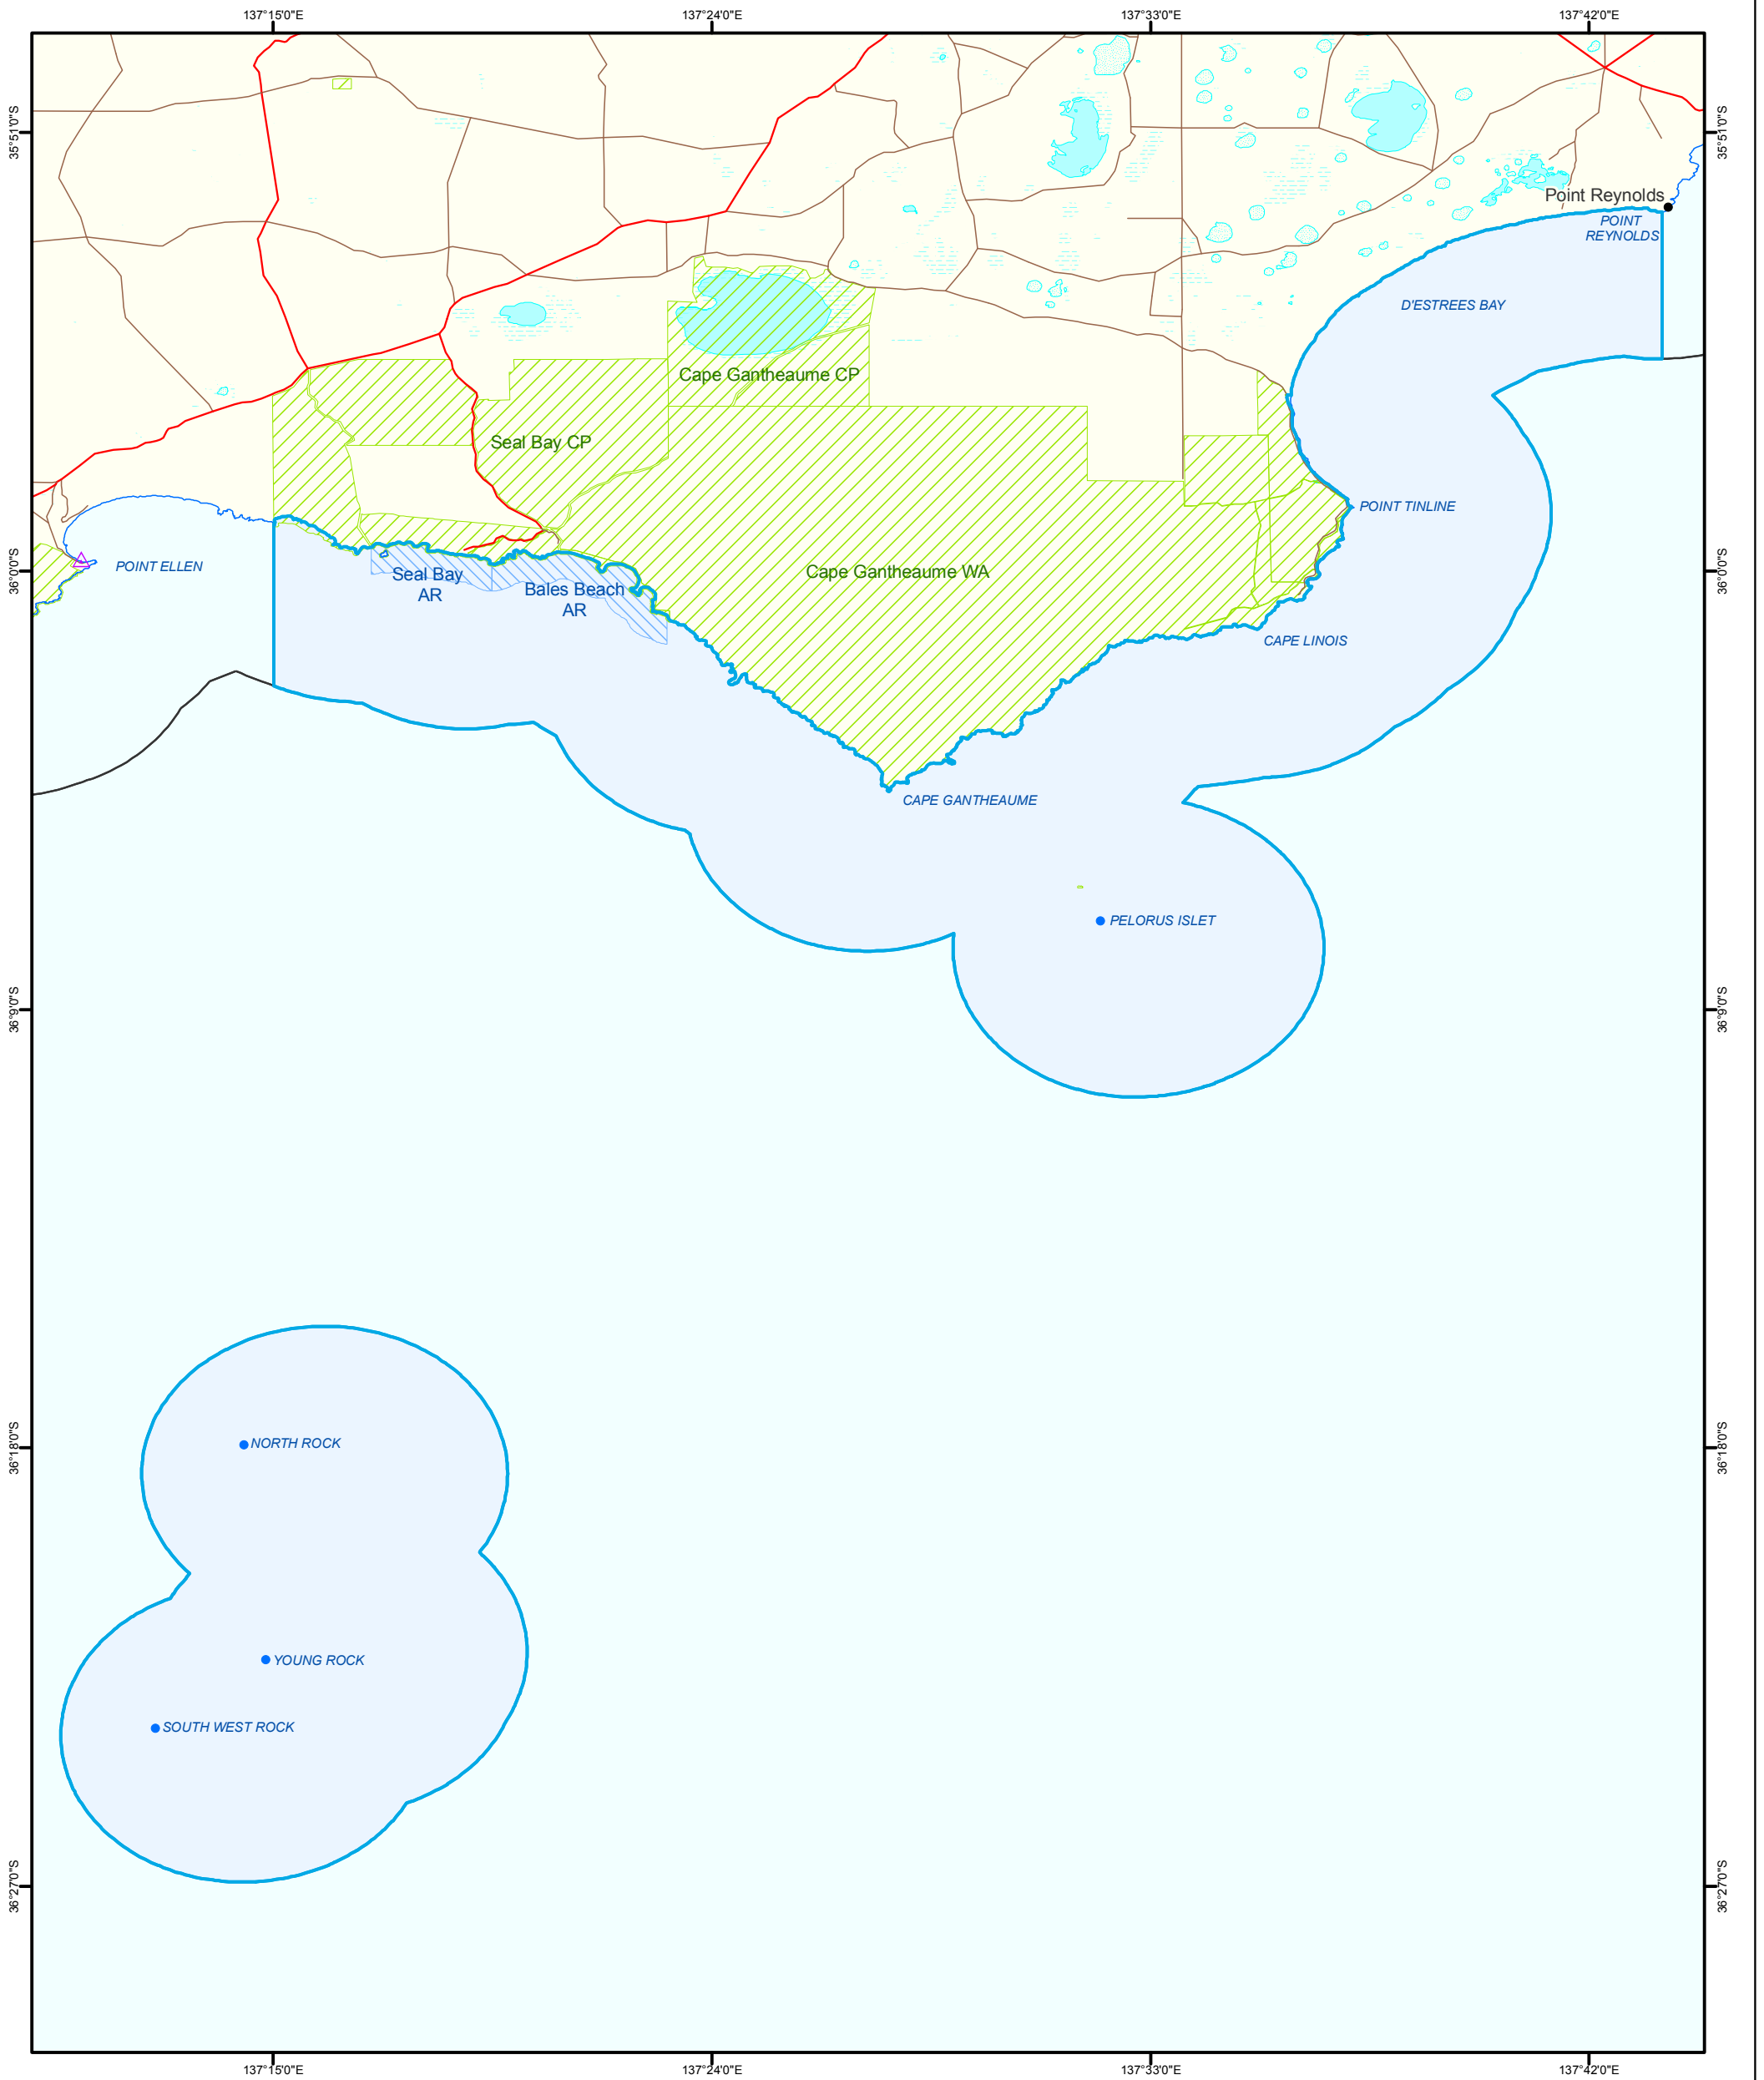 137°15'0"E
137°24'0"E
137°33'0"E
137°42'0"E
35°51'0"S
35°51'0"S
Point Reynolds
POINT
REYNOLDS
D'ESTREES BAY
Cape Gantheaume CP
Seal Bay CP
POINT TINLINE
POINT ELLEN
36°0'0"S
Seal Bay
AR
Bales Beach
AR
Cape Gantheaume WA
36°0'0"S
CAPE LINOIS
CAPE GANTHEAUME
PELORUS ISLET
36°9'0"S
36°9'0"S
NORTH ROCK
36°18'0"S
36°18'0"S
YOUNG ROCK
SOUTH WEST ROCK
36°27'0"S
36°27'0"S
137°15'0"E
137°24'0"E
137°33'0"E
137°42'0"E